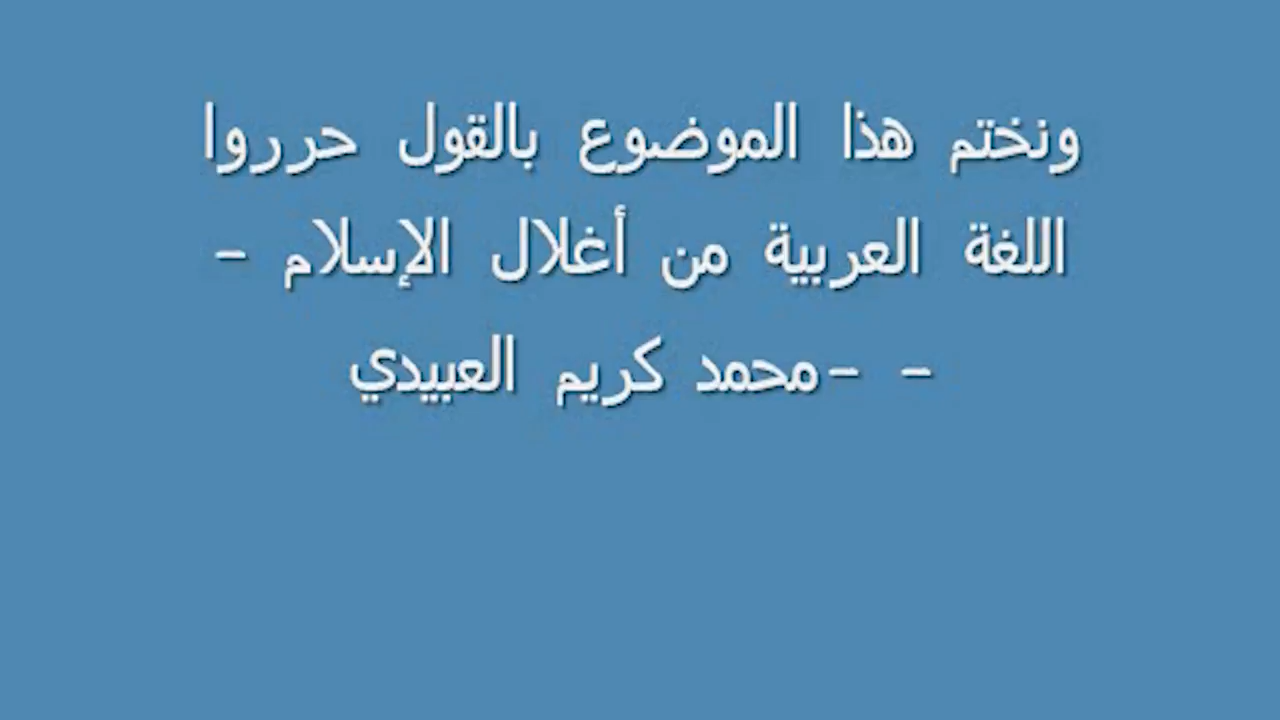 ونختم هذا الموضوع بالقول حرروا
اللغة العربية من أغلال الإسلام -
- -محمد كريم العبيدي